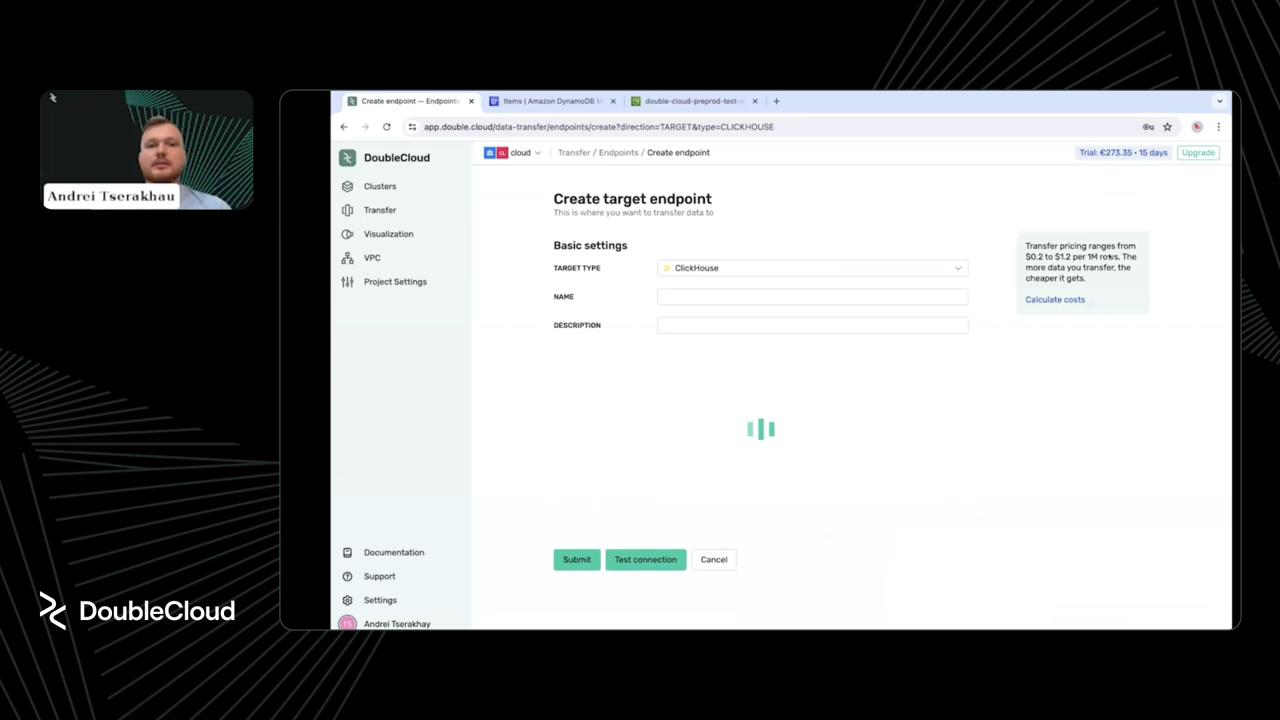 Create endpoint — Endpoints
Items | Amazon DynamoDB M
double-cloud-preprod-test-
app.double.cloud/data-transfer/endpoints/create?direction=TARGET&type=CLICKHOUSE
DoubleCloud
cloud
Transfer / Endpoints / Create endpoint
Trial: €273.35 • 15 days
Upgrade
Clusters
Transfer
Visualization
VPC
Project Settings
Create target endpoint
This is where you want to transfer data to
Basic settings
TARGET TYPE
ClickHouse
NAME
DESCRIPTION
Transfer pricing ranges from
$0.2 to $1.2 per 1M rows. The
more data you transfer, the
cheaper it gets.
Calculate costs
Submit
Test connection
Cancel
Documentation
Support
Settings
Andrei Tserakhay
Andrei Tserakhau
DoubleCloud